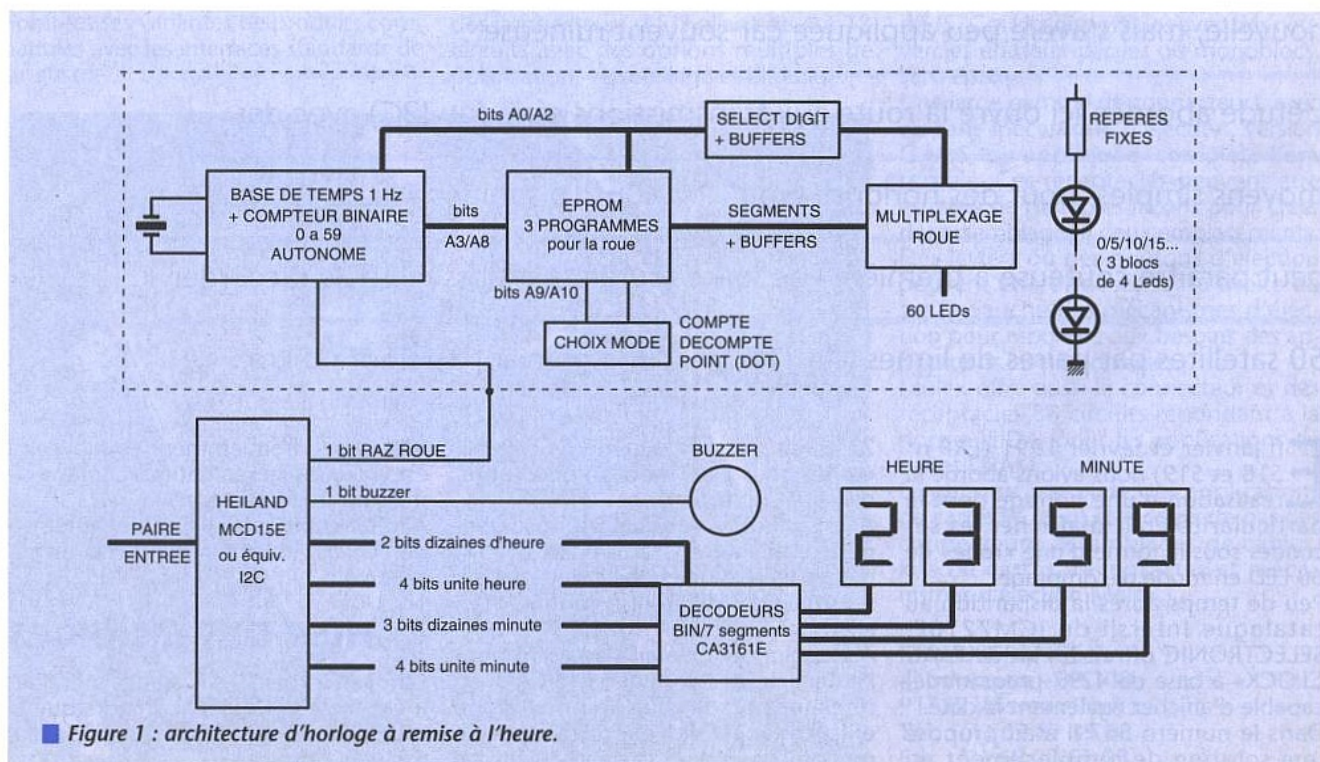 bits A0/A2
SELECT DIGIT
+ BUFFERS
REPERES
FIXES
BASE DE TEMPS 1 Hz
+ COMPTEUR BINAIRE
0 a 59
AUTONOME
bits
A3/A8
EPROM
3 PROGRAMMES
pour la roue
SEGMENTS
+ BUFFERS
MULTIPLEXAGE
ROUE
0/5/10/15...
( 3 blocs
de 4 Leds)
60 LEDs
bits A9/A10
CHOIX MODE
COMPTE
DECOMPTE
POINT (DOT)
PAIRE
ENTREE
HEILAND
MCD15E
ou équiv.
I2C
1 bit RAZ ROUE
1 bit buzzer
2 bits dizaines d'heure
4 bits unite heure
3 bits dizaines minute
4 bits unite minute
BUZZER
HEURE
MINUTE
23 59
DECODEURS
BIN/7 segments
CA3161E
Figure 1 : architecture d'horloge à remise à l'heure.